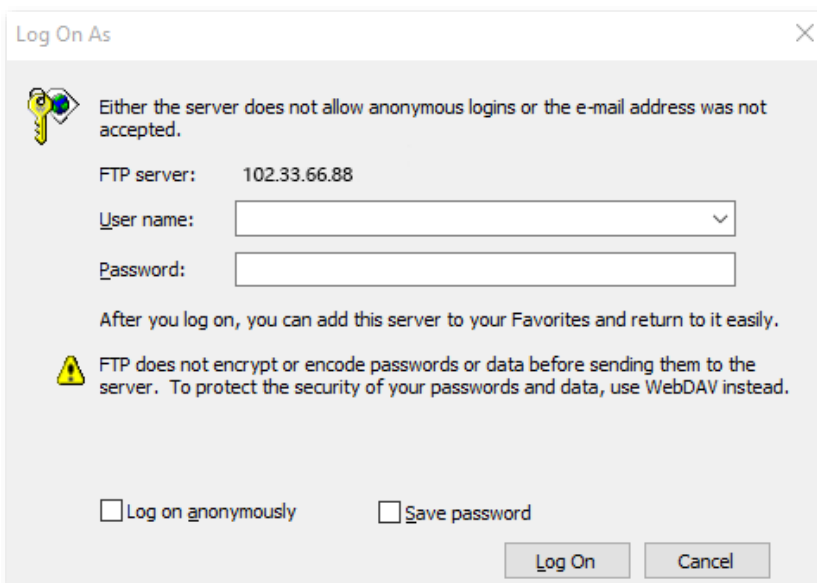 Log On As
Either the server does not allow anonymous logins or the e-mail address was not
accepted.
FTP server: 102.33.66.88
User name:
Password:
After you log on, you can add this server to your Favorites and return to it easily.
FTP does not encrypt or encode passwords or data before sending them to the
server.  To protect the security of your passwords and data, use WebDAV instead.
Log on anonymously Save password
Log On Cancel